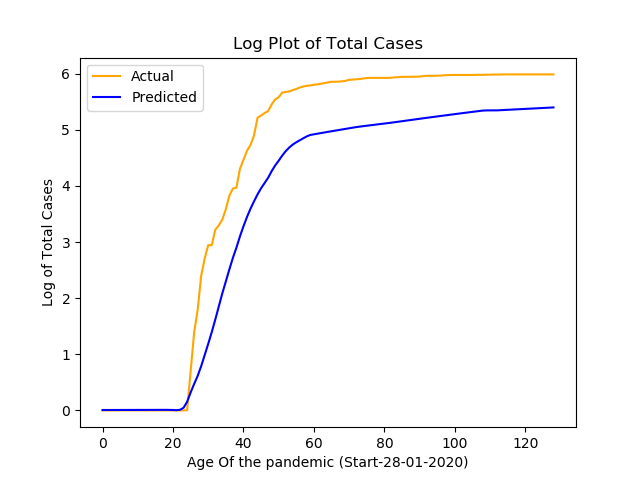 Log Plot of Total Cases
Actual
Predicted
6
5
4
3
2
1
0
Log of Total Cases
0 20 40 60 80 100 120
Age Of the pandemic (Start-28-01-2020)